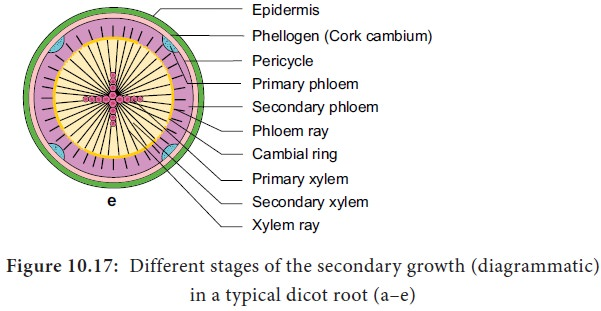 Epidermis
Phellogen (Cork cambium)
Pericycle
Primary phloem
Secondary phloem
Phloem ray
Cambial ring
Primary xylem
Secondary xylem
Xylem ray
e
Figure 10.17: Different stages of the secondary growth (diagrammatic)
in a typical dicot root (a–e)